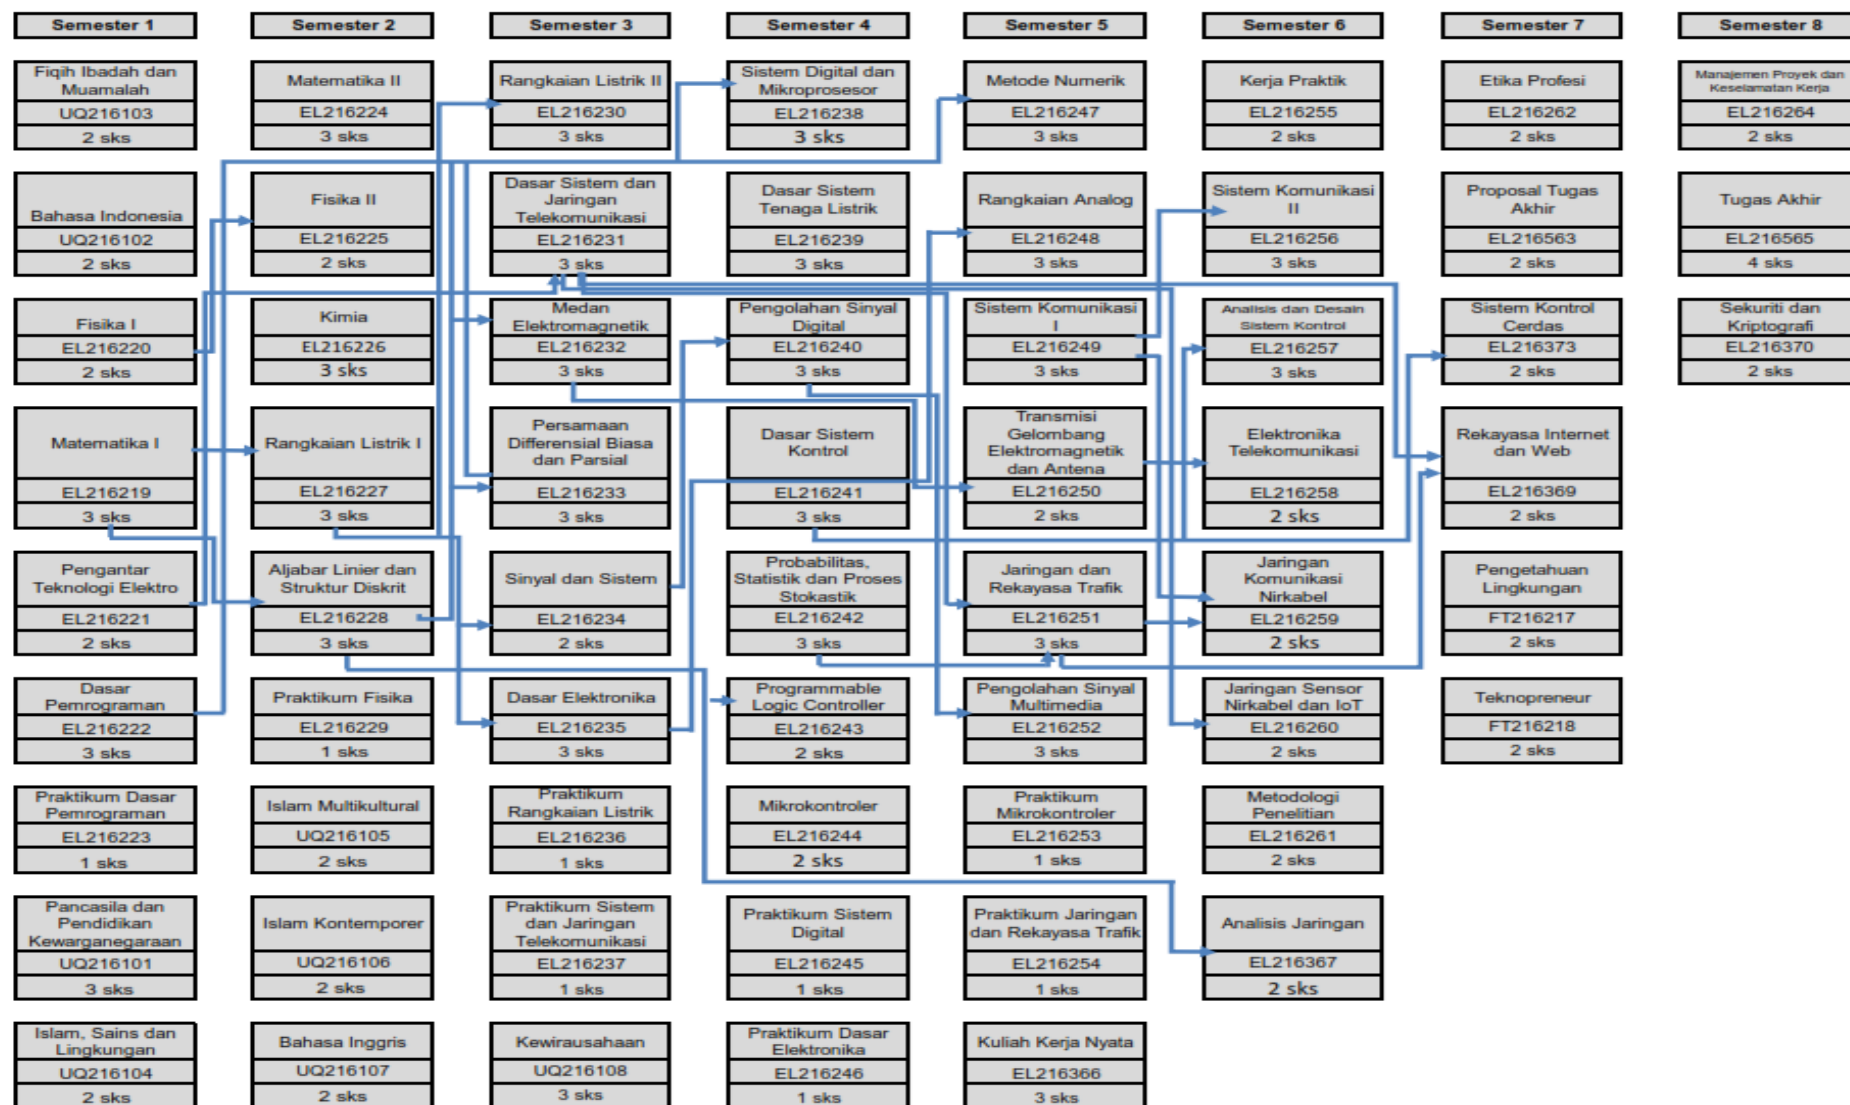 Semester 1
Semester 2
Semester 3
Semester 4
Semester 5
Semester 6
Semester 7
Semester 8
Fiqih Ibadah dan
Muamalah
UQ216103
2 sks
Matematika II
EL216224
3 sks
Rangkaian Listrik II
EL216230
3 sks
Sistem Digital dan
Mikroprosesor
EL216238
3 sks
Metode Numerik
EL216247
3 sks
Kerja Praktik
EL216255
2 sks
Etika Profesi
EL216262
2 sks
Manajemen Proyek dan
Keselamatan Kerja
EL216264
2 sks
Bahasa Indonesia
UQ216102
2 sks
Fisika II
EL216225
2 sks
Dasar Sistem dan
Jaringan
Telekomunikasi
EL216231
3 sks
Dasar Sistem
Tenaga Listrik
EL216239
3 sks
Rangkaian Analog
EL216248
3 sks
Sistem Komunikasi
II
EL216256
3 sks
Proposal Tugas
Akhir
EL216563
2 sks
Tugas Akhir
EL216565
4 sks
Fisika I
EL216220
2 sks
Kimia
EL216226
3 sks
Medan
Elektromagnetik
EL216232
3 sks
Pengolahan Sinyal
Digital
EL216240
3 sks
Sistem Komunikasi
I
EL216249
3 sks
Analisis dan Desain
Sistem Kontrol
EL216257
3 sks
Sistem Kontrol
Cerdas
EL216373
2 sks
Sekuriti dan
Kriptografi
EL216370
2 sks
Matematika I
EL216219
3 sks
Rangkaian Listrik I
EL216227
3 sks
Persamaan
Differensial Biasa
dan Parsial
EL216233
3 sks
Dasar Sistem
Kontrol
EL216241
3 sks
Transmisi
Gelombang
Elektromagnetik
dan Antena
EL216250
2 sks
Elektronika
Telekomunikasi
EL216258
2 sks
Rekayasa Internet
dan Web
EL216369
2 sks
Pengantar
Teknologi Elektro
EL216221
2 sks
Aljabar Linier dan
Struktur Diskrit
EL216228
3 sks
Sinyal dan Sistem
EL216234
2 sks
Probabilitas,
Statistik dan Proses
Stokastik
EL216242
3 sks
Jaringan dan
Rekayasa Trafik
EL216251
3 sks
Jaringan
Komunikasi
Nirkabel
EL216259
2 sks
Pengetahuan
Lingkungan
FT216217
2 sks
Dasar
Pemrograman
EL216222
3 sks
Praktikum Fisika
EL216229
1 sks
Dasar Elektronika
EL216235
3 sks
Programmable
Logic Controller
EL216243
2 sks
Pengolahan Sinyal
Multimedia
EL216252
3 sks
Jaringan Sensor
Nirkabel dan IoT
EL216260
2 sks
Teknopreneur
FT216218
2 sks
Praktikum Dasar
Pemrograman
EL216223
1 sks
Islam Multikultural
UQ216105
2 sks
Praktikum
Rangkaian Listrik
EL216236
1 sks
Mikrokontroler
EL216244
2 sks
Praktikum
Mikrokontroler
EL216253
1 sks
Metodologi
Penelitian
EL216261
2 sks
Pancasila dan
Pendidikan
Kewarganegaraan
UQ216101
3 sks
Islam Kontemporer
UQ216106
2 sks
Praktikum Sistem
dan Jaringan
Telekomunikasi
EL216237
1 sks
Praktikum Sistem
Digital
EL216245
1 sks
Praktikum Jaringan
dan Rekayasa Trafik
EL216254
1 sks
Analisis Jaringan
EL216367
2 sks
Islam, Sains dan
Lingkungan
UQ216104
2 sks
Bahasa Inggris
UQ216107
2 sks
Kewirausahaan
UQ216108
3 sks
Praktikum Dasar
Elektronika
EL216246
1 sks
Kuliah Kerja Nyata
EL216366
3 sks